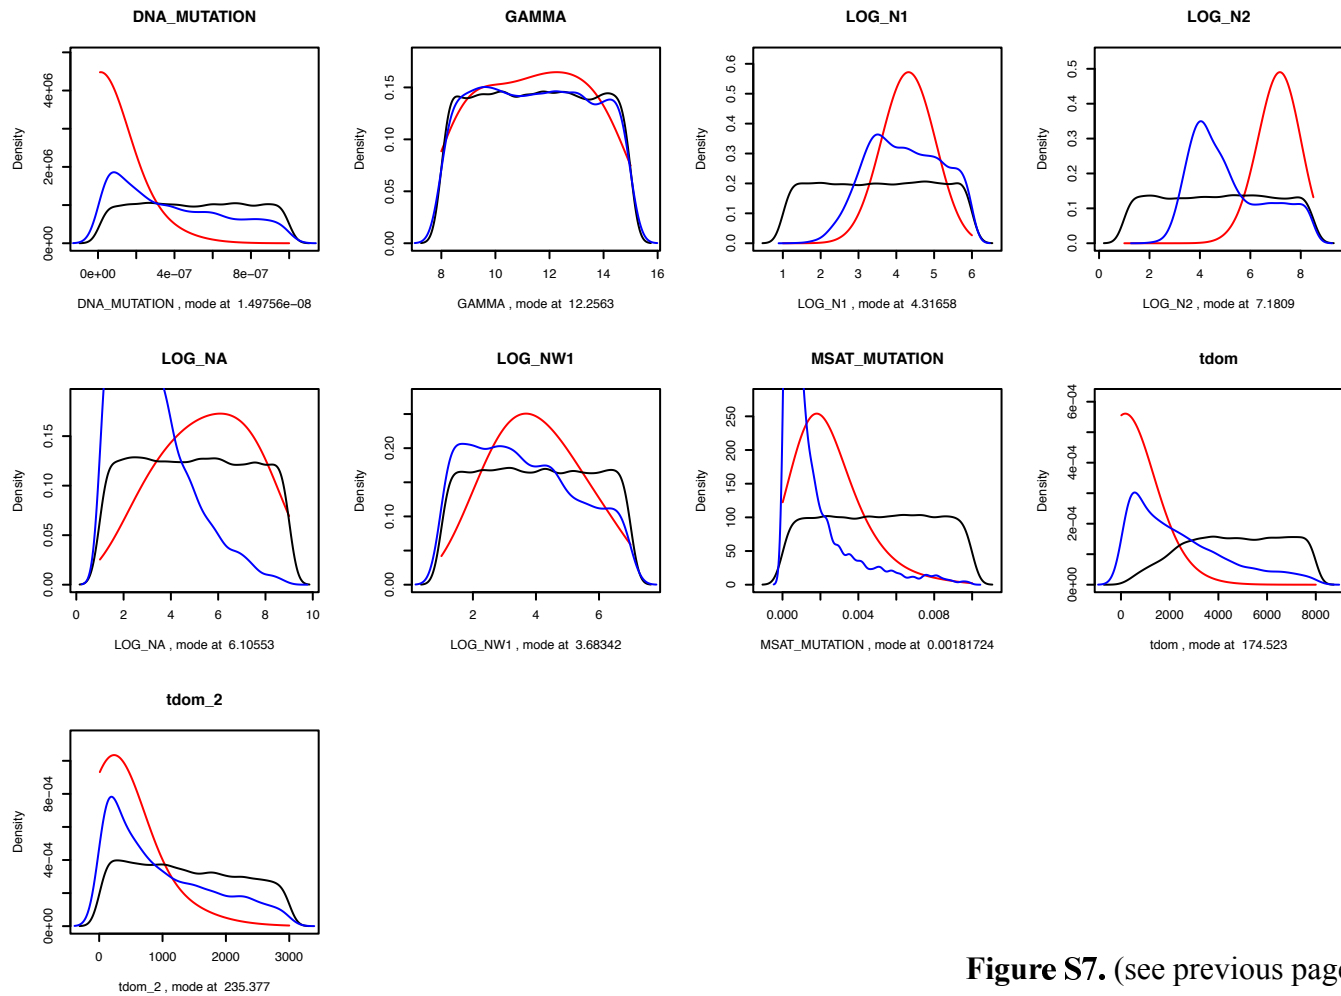 DNA_MUTATION
GAMMA
LOG_N1
LOG_N2
Density
0e+00 2e+06 4e+06
0e+00 4e-07 8e-07
DNA_MUTATION , mode at 1.49756e-08
Density
0.00 0.05 0.10 0.15
8 10 12 14 16
GAMMA , mode at 12.2563
Density
0.0 0.1 0.2 0.3 0.4 0.5 0.6
1 2 3 4 5 6
LOG_N1 , mode at 4.31658
Density
0.0 0.1 0.2 0.3 0.4 0.5
0 2 4 6 8
LOG_N2 , mode at 7.1809
LOG_NA
LOG_NW1
MSAT_MUTATION
tdom
Density
0.00 0.05 0.10 0.15
0 2 4 6 8 10
LOG_NA , mode at 6.10553
Density
0.00 0.10 0.20
2 4 6
LOG_NW1 , mode at 3.68342
Density
0 50 100 150 200 250
0.000 0.004 0.008
MSAT_MUTATION , mode at 0.00181724
Density
0e+00 2e-04 4e-04 6e-04
0 2000 4000 6000 8000
tdom , mode at 174.523
tdom_2
Density
0e+00 4e-04 8e-04
0 1000 2000 3000
tdom_2 , mode at 235.377
Figure S7. (see previous page